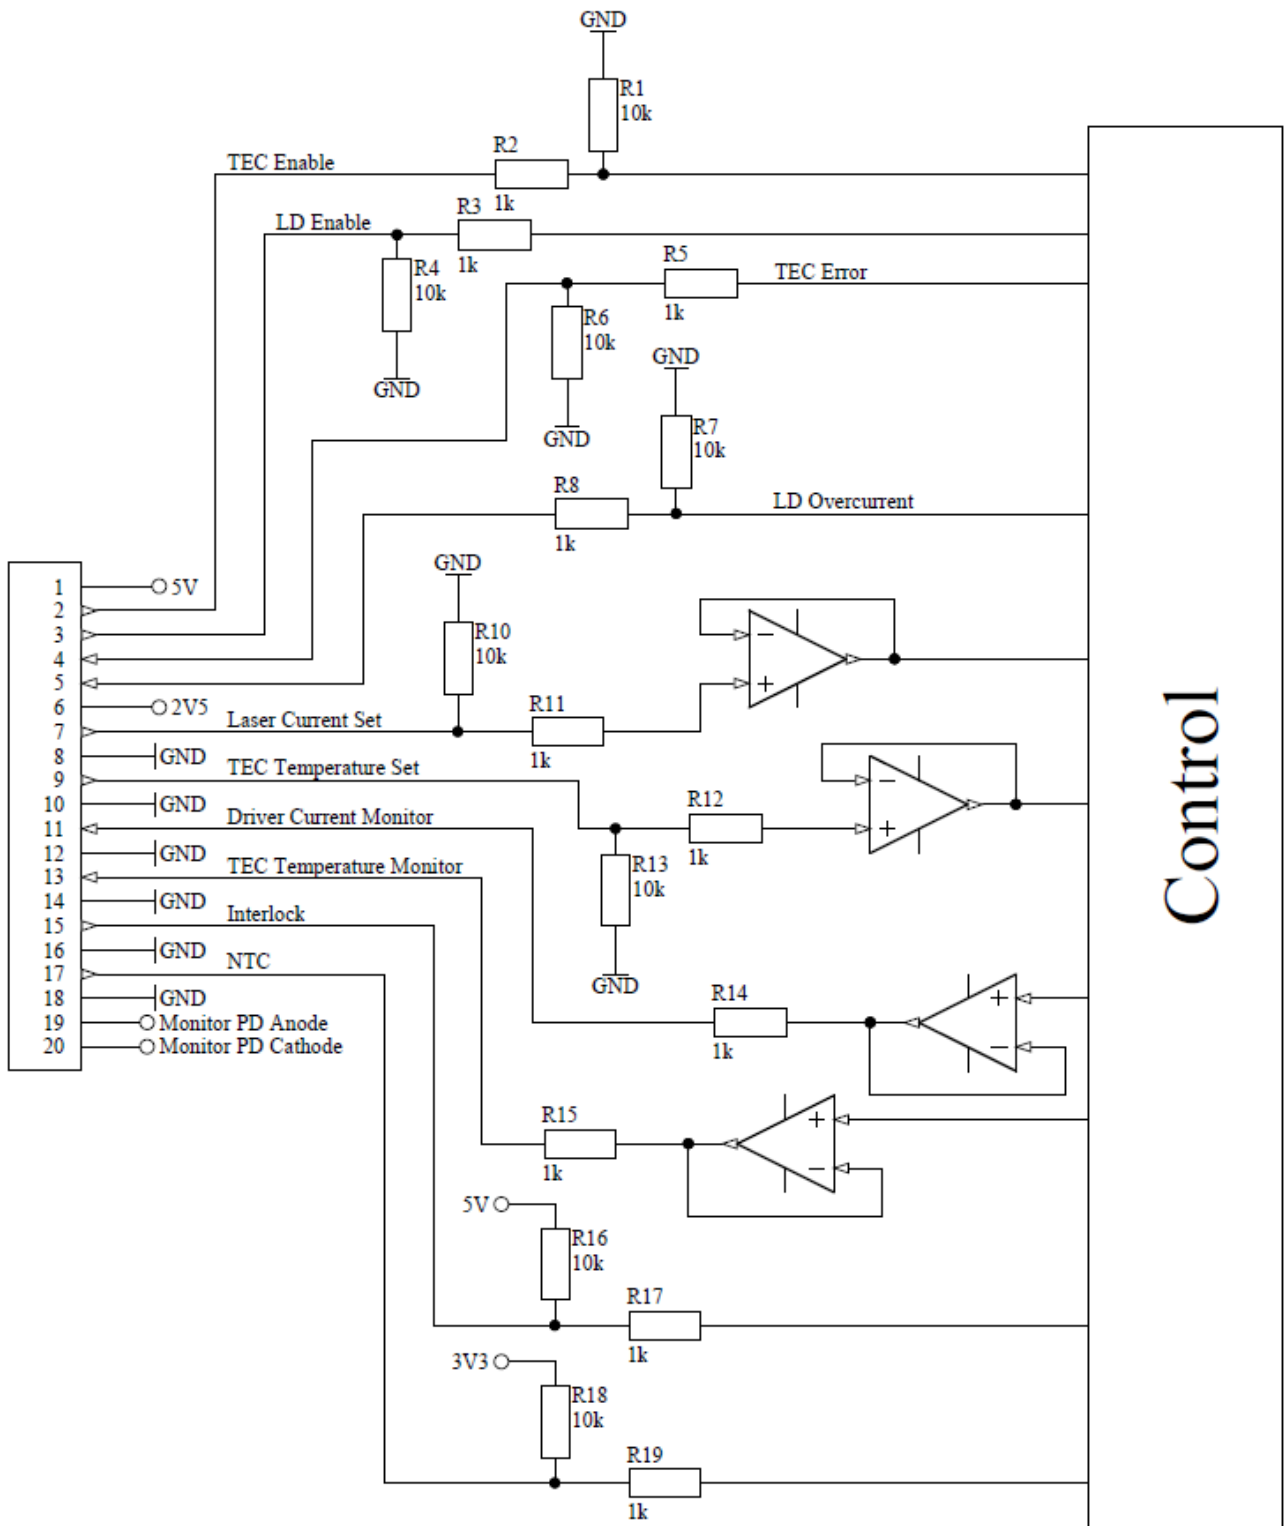 GND
R1
10k
TEC Enable
R2
1k
LD Enable
R3
1k
R4
10k
GND
R5
1k
TEC Error
R6
10k
GND
GND
R7
10k
R8
1k
LD Overcurrent
1
5V
2
3
4
5
6
2V5
7
Laser Current Set
8
GND
9
TEC Temperature Set
10
GND
11
Driver Current Monitor
12
GND
13
TEC Temperature Monitor
14
GND
15
Interlock
16
GND
17
NTC
18
GND
19
Monitor PD Anode
20
Monitor PD Cathode
GND
R10
10k
R11
1k
−
+
R12
1k
−
+
R13
10k
GND
R14
1k
+
−
R15
1k
+
−
5V
R16
10k
R17
1k
3V3
R18
10k
R19
1k
Control